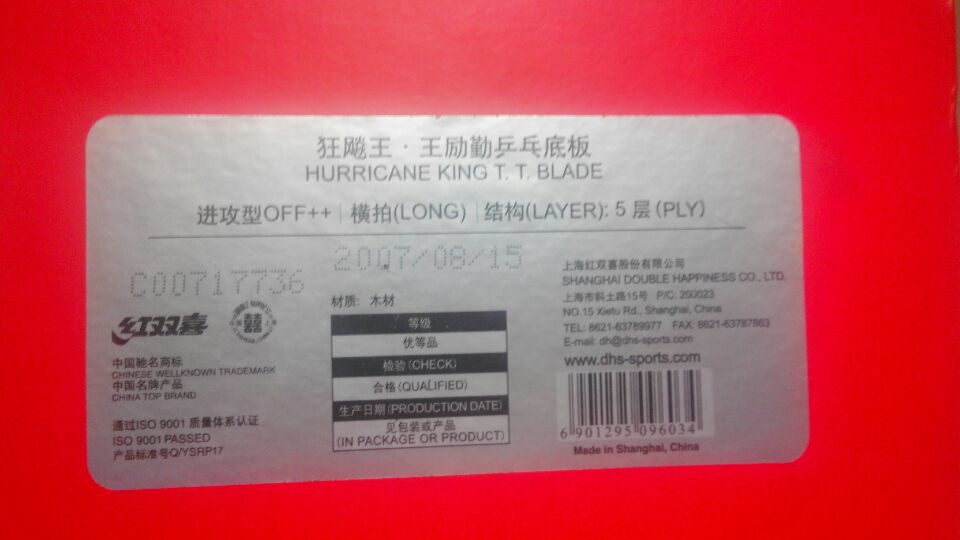 狂飚王·王励勤乒乓底板
HURRICANE KING T. T. BLADE
进攻型OFF++ | 横拍(LONG) | 结构(LAYER): 5 层(PLY)
C00717736
2007/08/15
红双喜
中国驰名商标
CHINESE WELLKNOWN TRADEMARK
中国名牌产品
CHINA TOP BRAND
通过ISO 9001 质量体系认证
ISO 9001 PASSED
产品标准号Q/YSRP17
材质: 木材
等级
优等品
检验(CHECK)
合格(QUALIFIED)
生产日期(PRODUCTION DATE)
见包装或产品
(IN PACKAGE OR PRODUCT)
上海红双喜股份有限公司
SHANGHAI DOUBLE HAPPINESS CO., LTD.
上海市斜土路15号 P/C: 200023
NO.15 Xietu Rd., Shanghai, China
TEL: 8621-63789977 FAX: 8621-63787863
E-mail: dh@dhs-sports.com
www.dhs-sports.com
6 901295 096034
Made in Shanghai, China